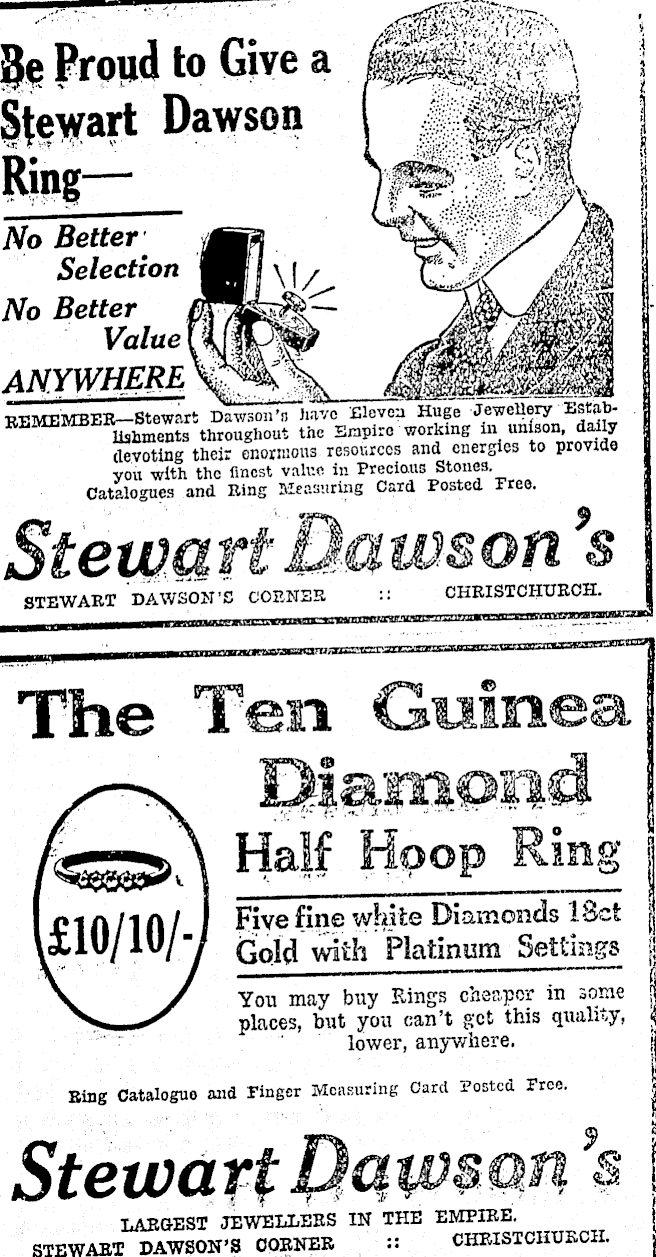 Be Proud to Give a
Stewart Dawson
Ring—
No Better
Selection
No Better
Value
ANYWHERE
REMEMBER—Stewart Dawson's have Eleven Huge Jewellery Estab-
lishments throughout the Empire working in unison, daily
devoting their enormous resources and energies to provide
you with the finest value in Precious Stones.
Catalogues and Ring Measuring Card Posted Free.
Stewart Dawson's
STEWART DAWSON'S CORNER :: CHRISTCHURCH.
The Ten Guinea
Diamond
Half Hoop Ring
£10/10/-
Five fine white Diamonds 18ct
Gold with Platinum Settings
You may buy Rings cheaper in some
places, but you can't get this quality,
lower, anywhere.
Ring Catalogue and Finger Measuring Card Posted Free.
Stewart Dawson's
LARGEST JEWELLERS IN THE EMPIRE.
STEWART DAWSON'S CORNER :: CHRISTCHURCH.